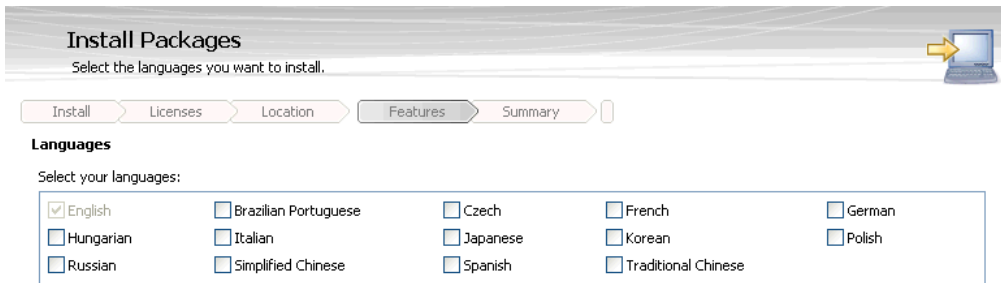 Install Packages
Select the languages you want to install.
Install Licenses Location Features Summary
Languages
Select your languages:
English Brazilian Portuguese Czech French German
Hungarian Italian Japanese Korean Polish
Russian Simplified Chinese Spanish Traditional Chinese